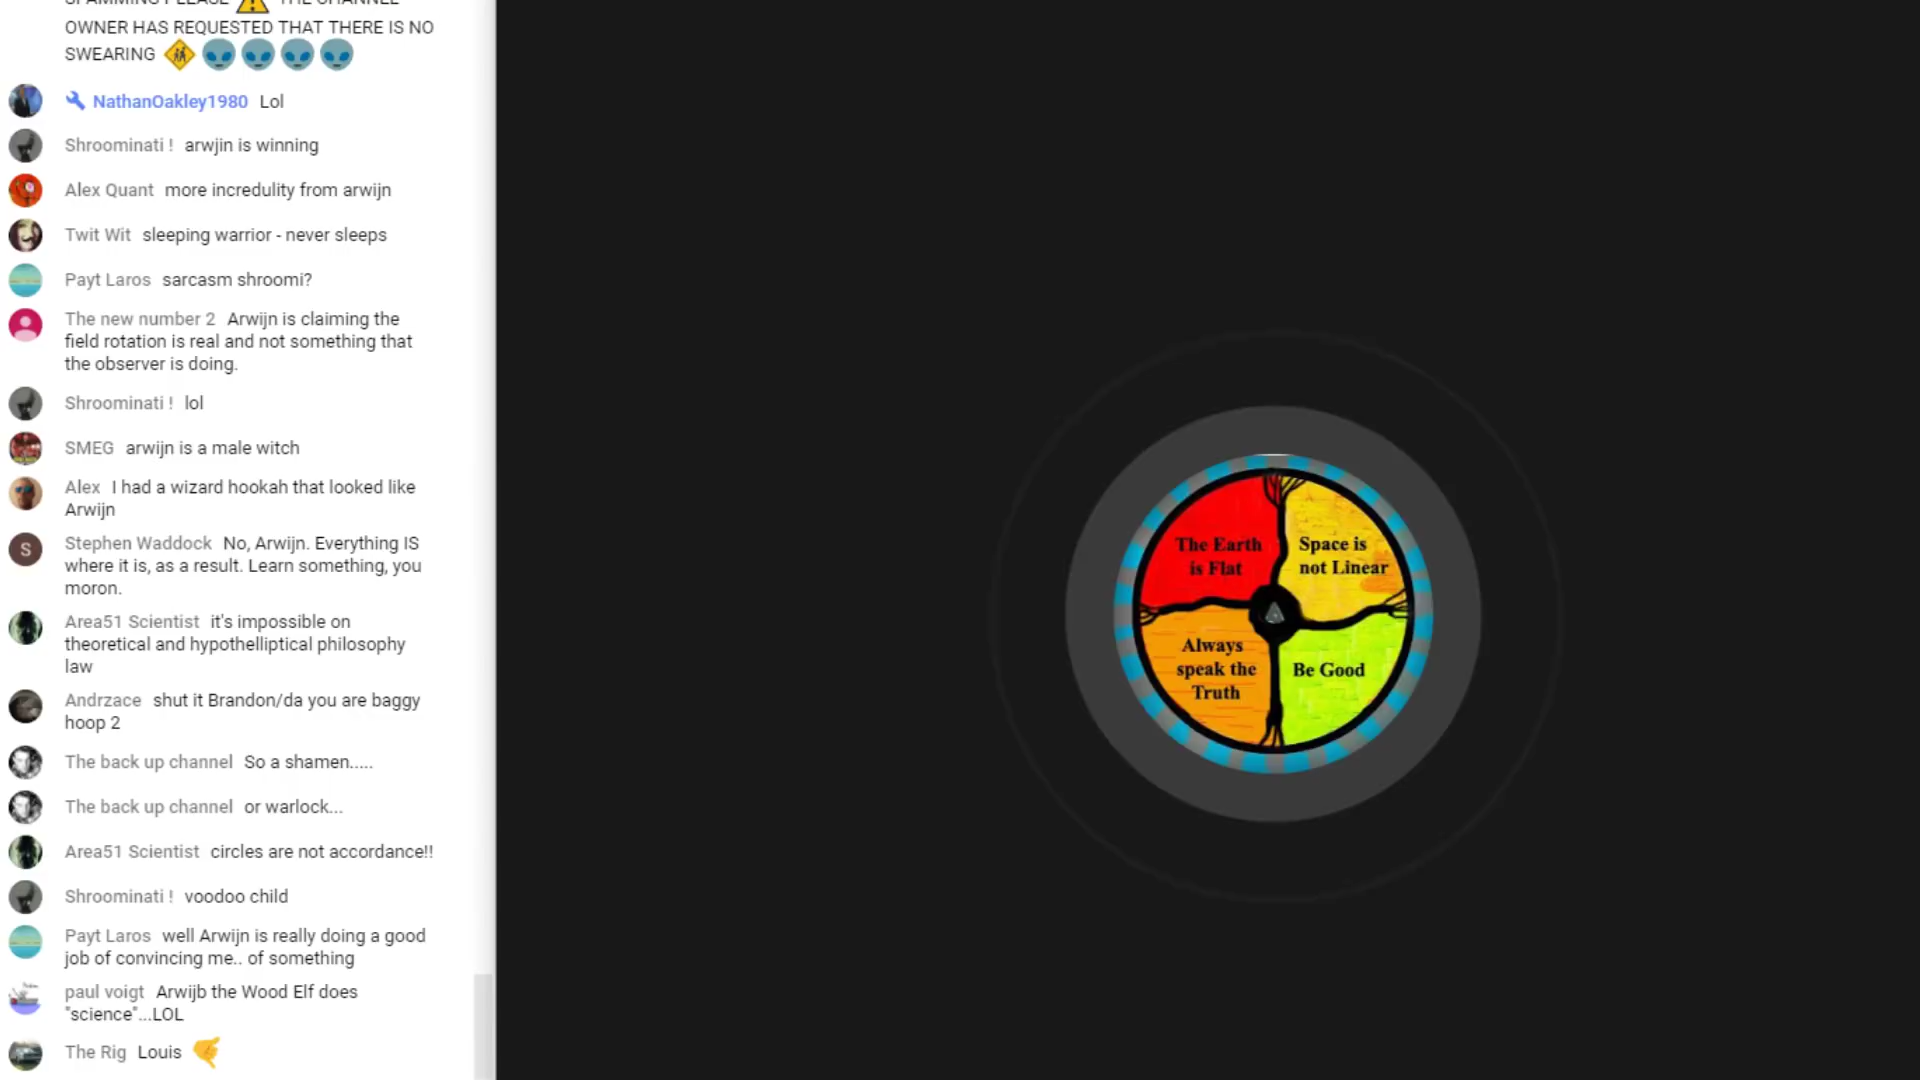 SPAMMING PLEASE THE CHANNEL
OWNER HAS REQUESTED THAT THERE IS NO
SWEARING
NathanOakley1980 Lol
Shroominati ! arwjin is winning
Alex Quant more incredulity from arwijn
Twit Wit sleeping warrior - never sleeps
Payt Laros sarcasm shroomi?
The new number 2 Arwijn is claiming the
field rotation is real and not something that
the observer is doing.
Shroominati ! lol
SMEG arwijn is a male witch
Alex I had a wizard hookah that looked like
Arwijn
S
Stephen Waddock No, Arwijn. Everything IS
where it is, as a result. Learn something, you
moron.
Area51 Scientist it's impossible on
theoretical and hypothelliptical philosophy
law
Andrzace shut it Brandon/da you are baggy
hoop 2
The back up channel So a shamen.....
The back up channel or warlock...
Area51 Scientist circles are not accordance!!
Shroominati ! voodoo child
Payt Laros well Arwijn is really doing a good
job of convincing me.. of something
paul voigt Arwijb the Wood Elf does
"science"...LOL
The Rig Louis
The Earth
is Flat
Space is
not Linear
Always
speak the
Truth
Be Good